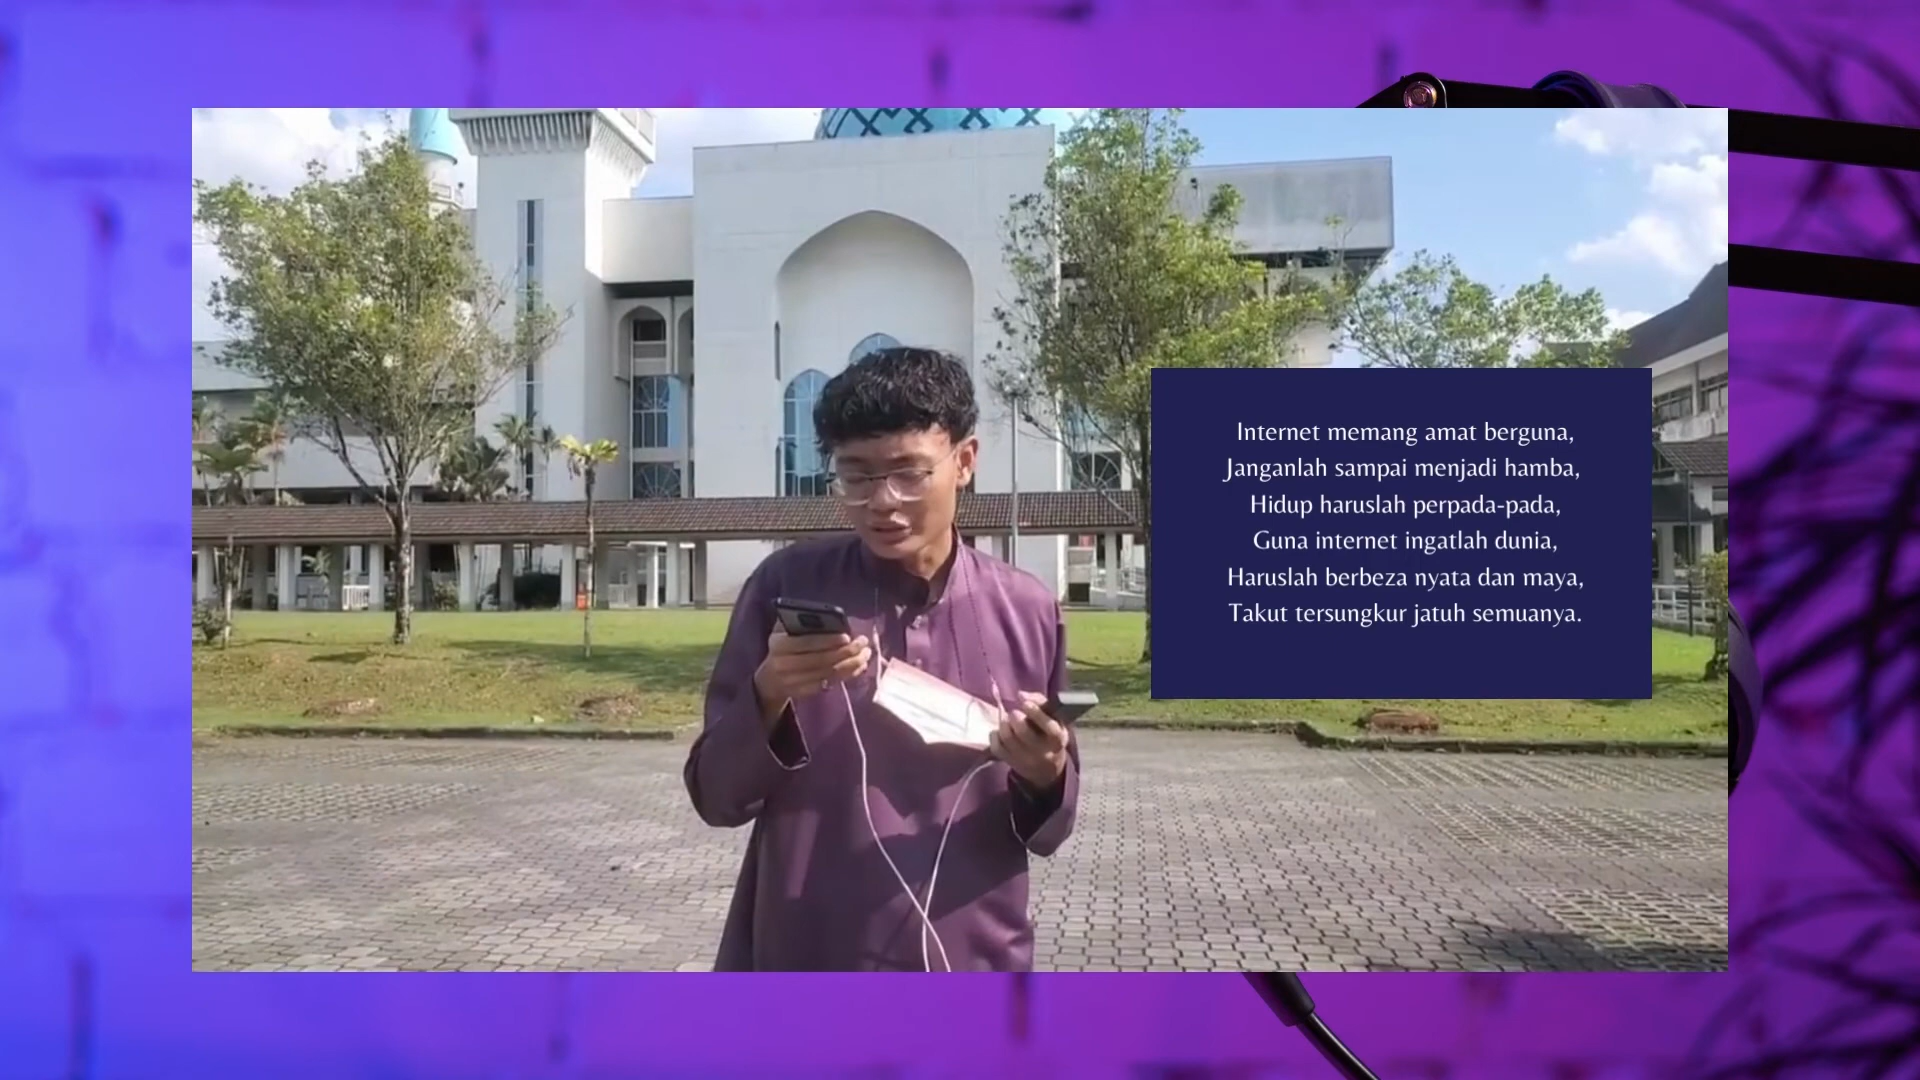 Internet memang amat berguna,
Janganlah sampai menjadi hamba,
Hidup haruslah perpada-pada,
Guna internet ingatlah dunia,
Haruslah berbeza nyata dan maya,
Takut tersungkur jatuh semuanya.